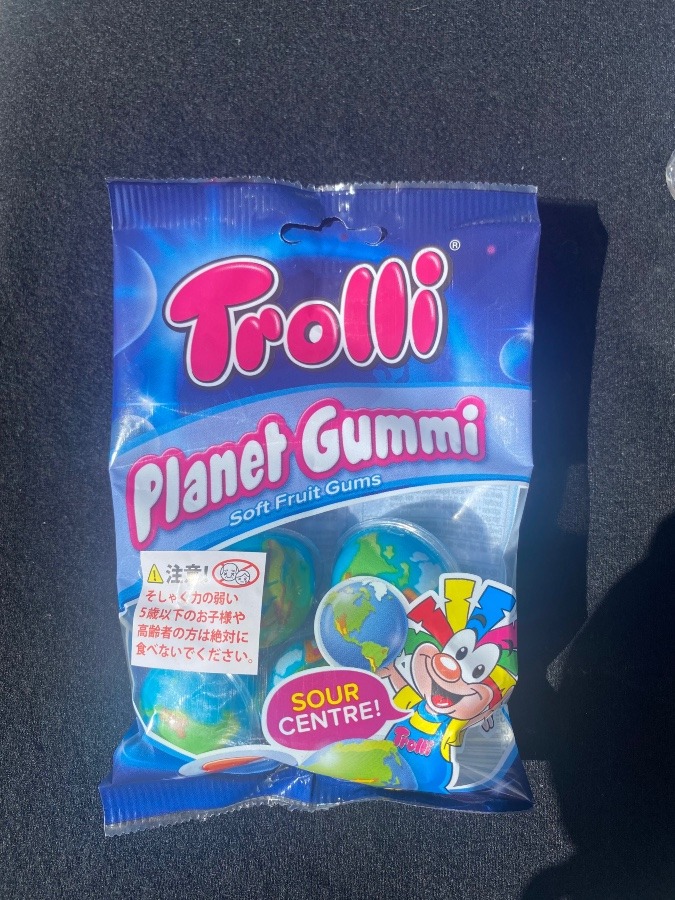 Trolli®
Planet Gummi
Soft Fruit Gums
注意!
そしゃく力の弱い
5歳以下のお子様や
高齢者の方は絶対に
食べないでください。
SOUR
CENTRE!
Trolli